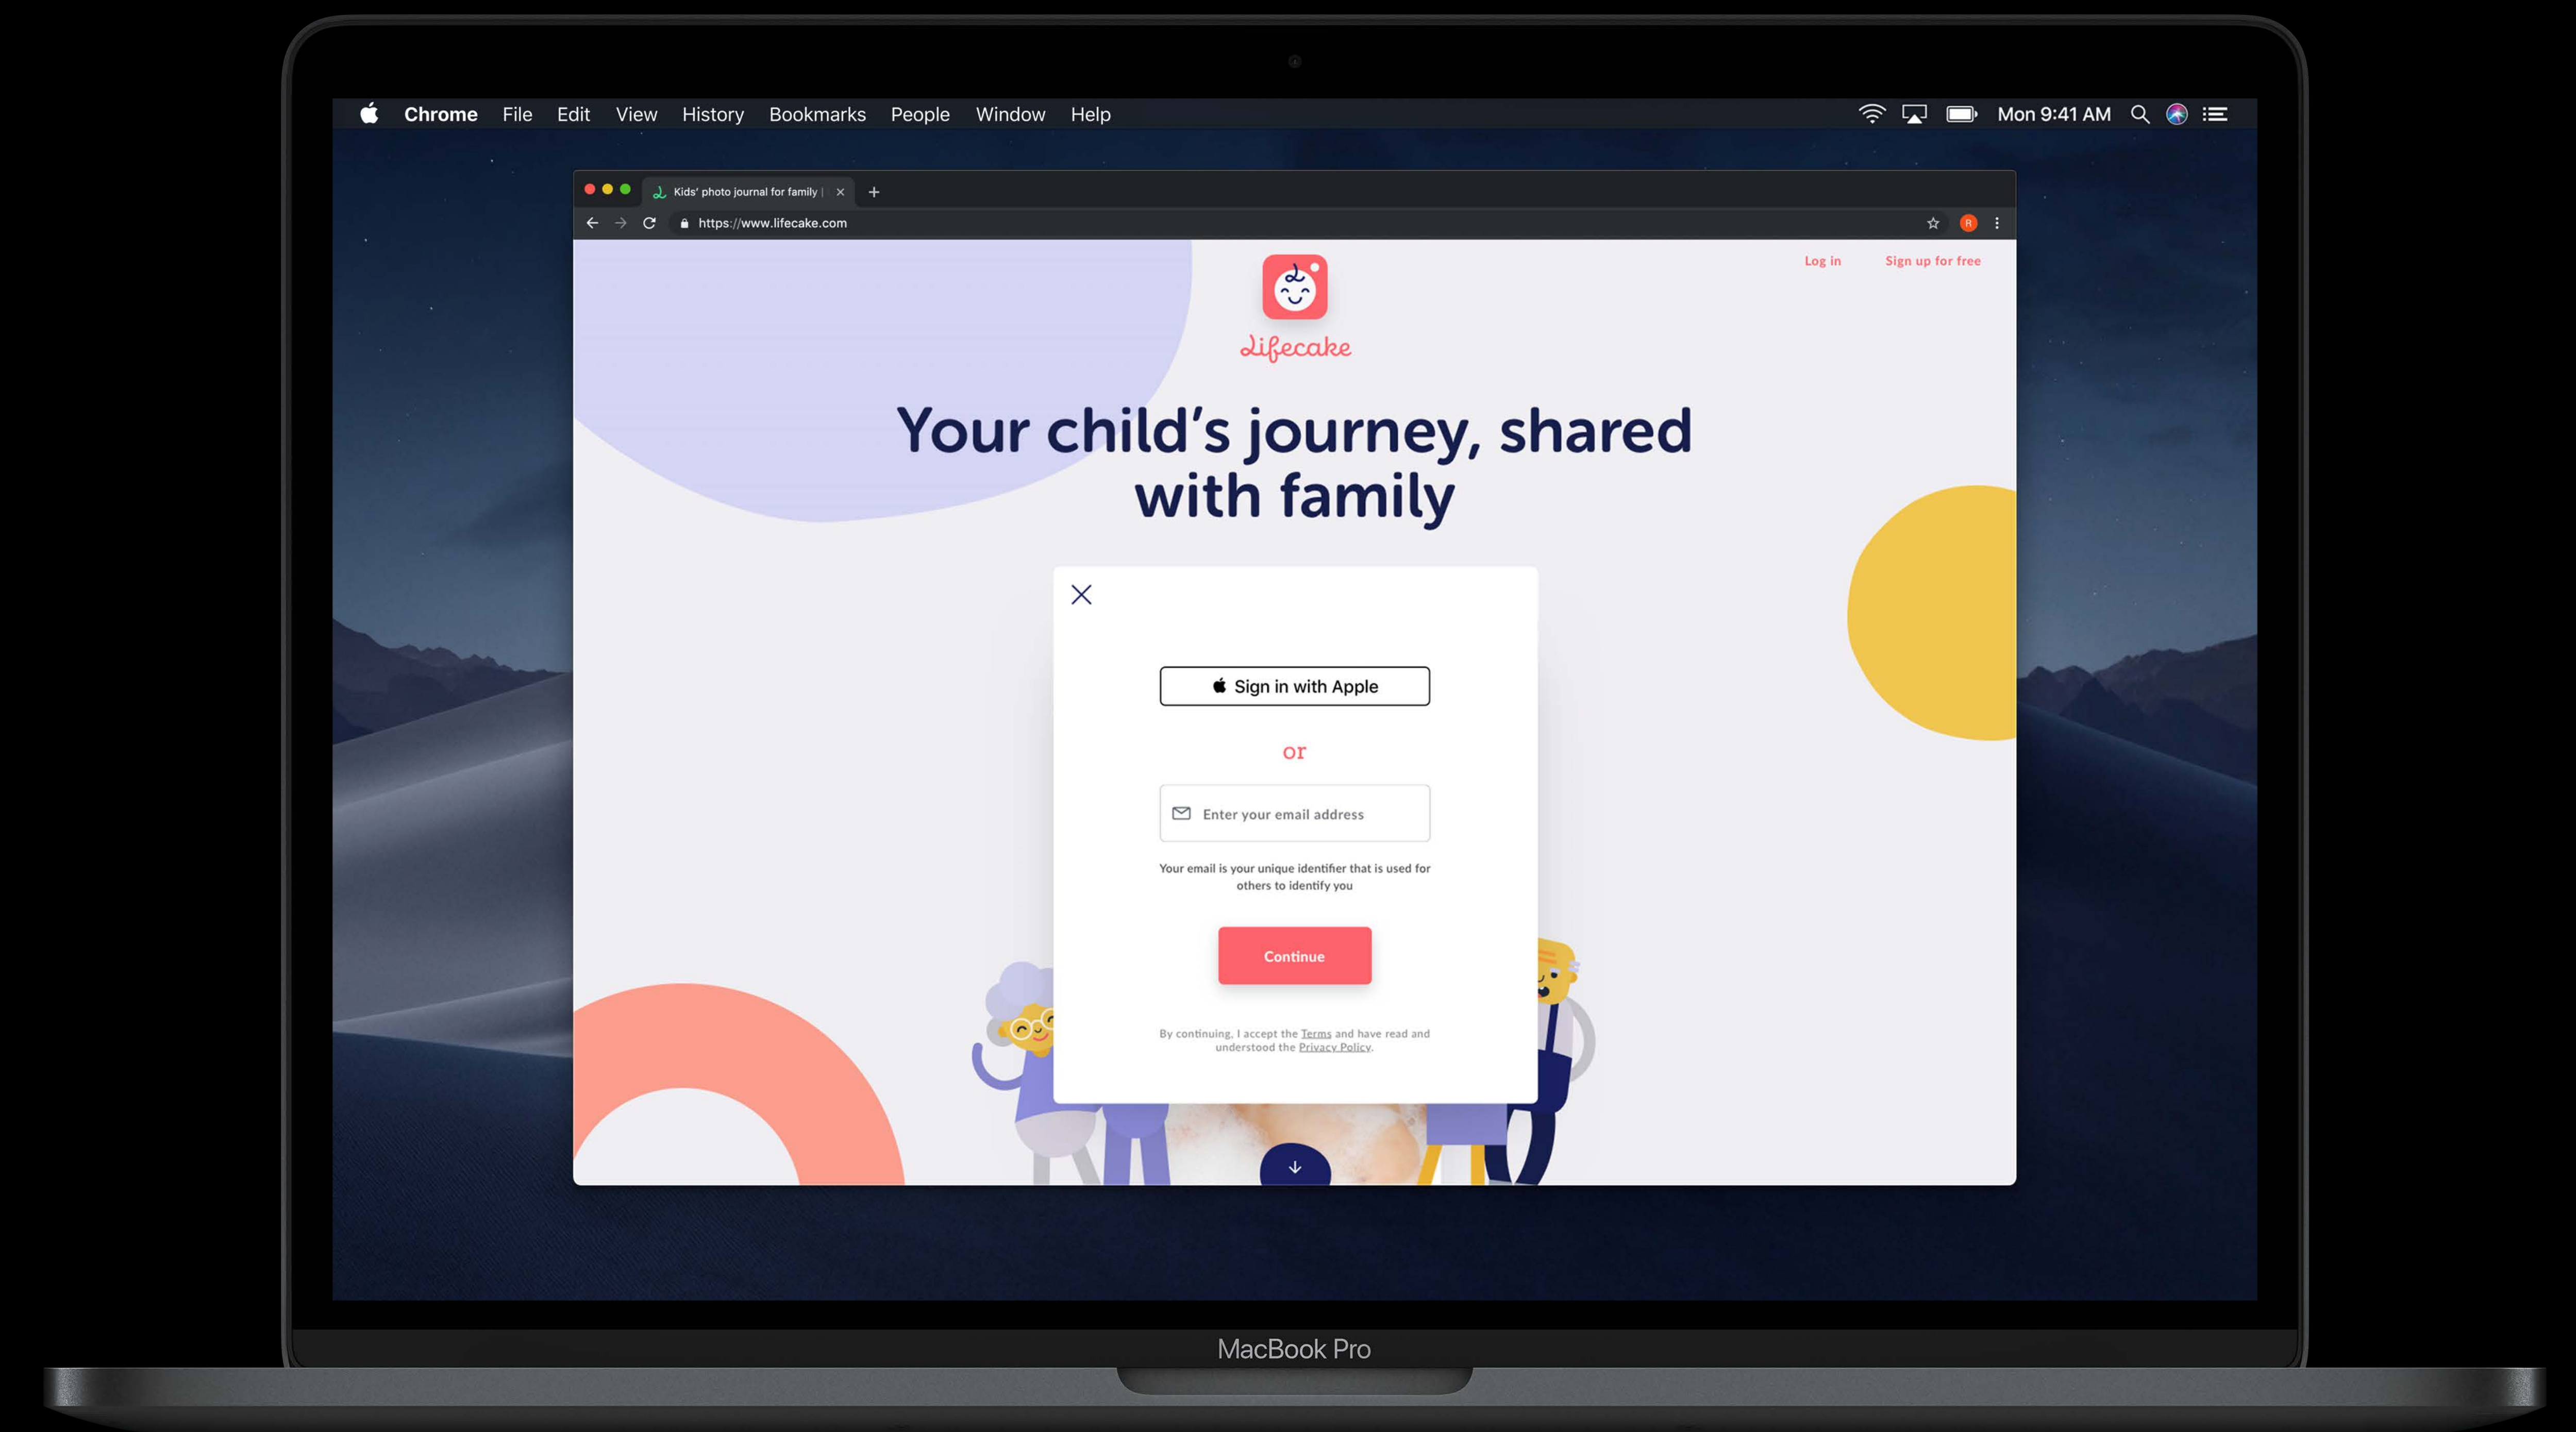 Chrome File Edit View History Bookmarks People Window Help Mon 9:41 AM
Kids' photo journal for family |
https://www.lifecake.com R
Log in Sign up for free
Lifecake
Your child's journey, shared
with family
Sign in with Apple
or
Enter your email address
Your email is your unique identifier that is used for
others to identify you
Continue
By continuing, I accept the Terms and have read and
understood the Privacy Policy.
MacBook Pro